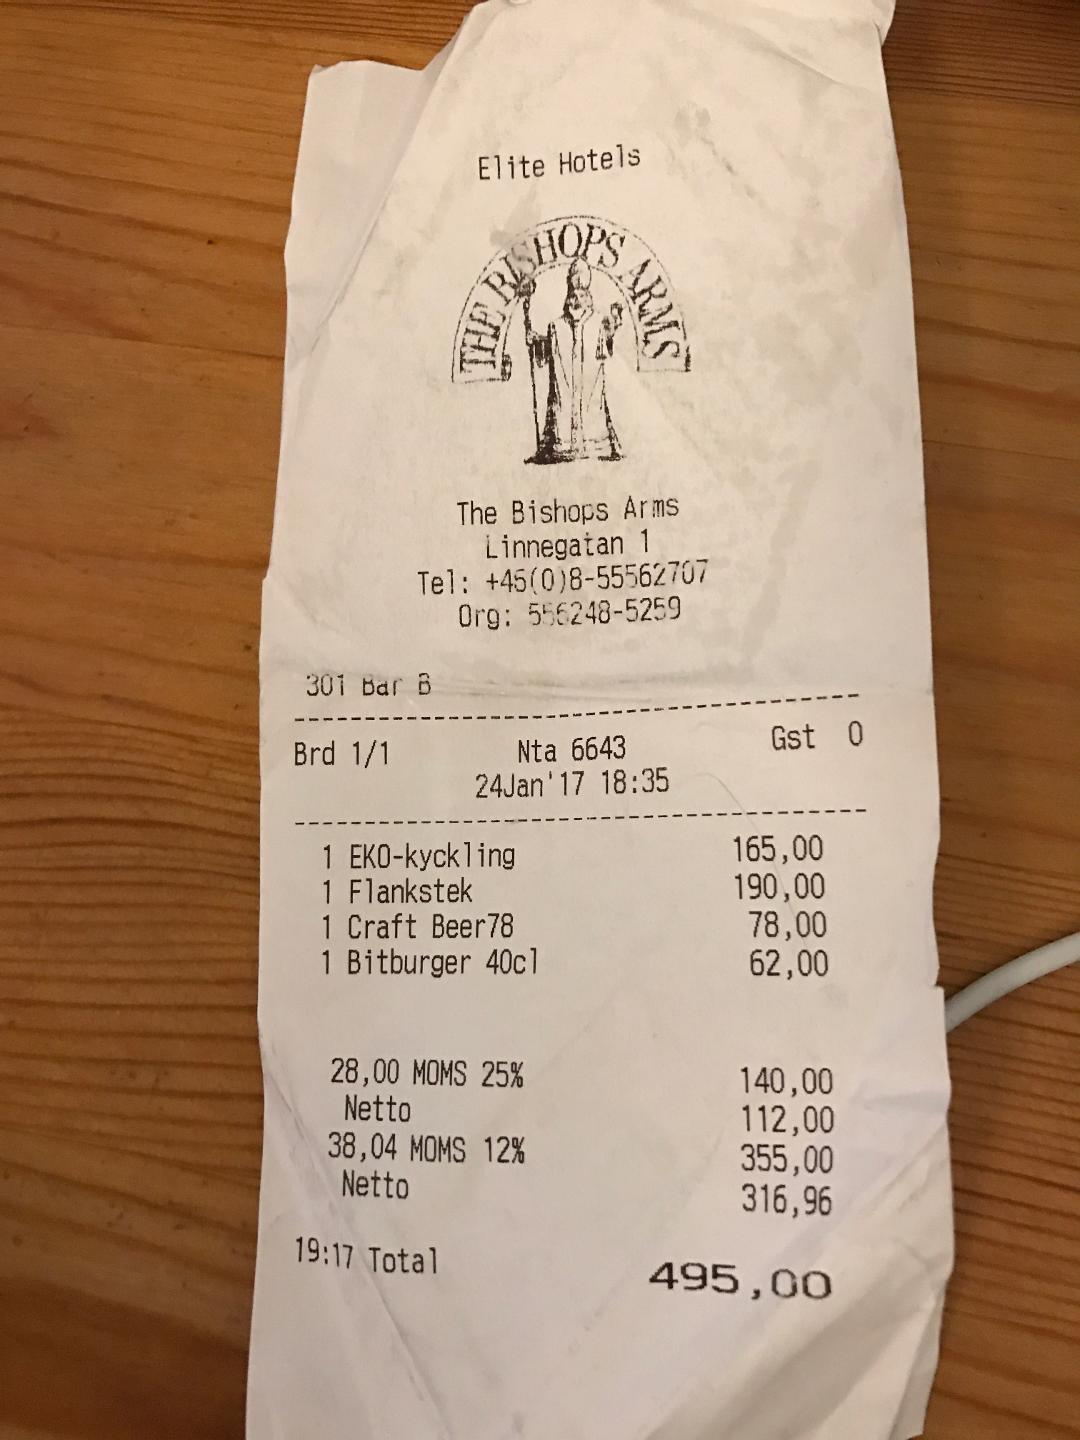 Elite Hotels
THE BISHOPS ARMS
The Bishops Arms
Linnegatan 1
Tel: +46(0)8-55562707
Org: 556248-5259
301 Bar B
Brd 1/1 Nta 6643 Gst 0
24Jan'17 18:35
1 EKO-kyckling 165,00
1 Flankstek 190,00
1 Craft Beer78 78,00
1 Bitburger 40cl 62,00
28,00 MOMS 25% 140,00
Netto 112,00
38,04 MOMS 12% 355,00
Netto 316,96
19:17 Total 495,00